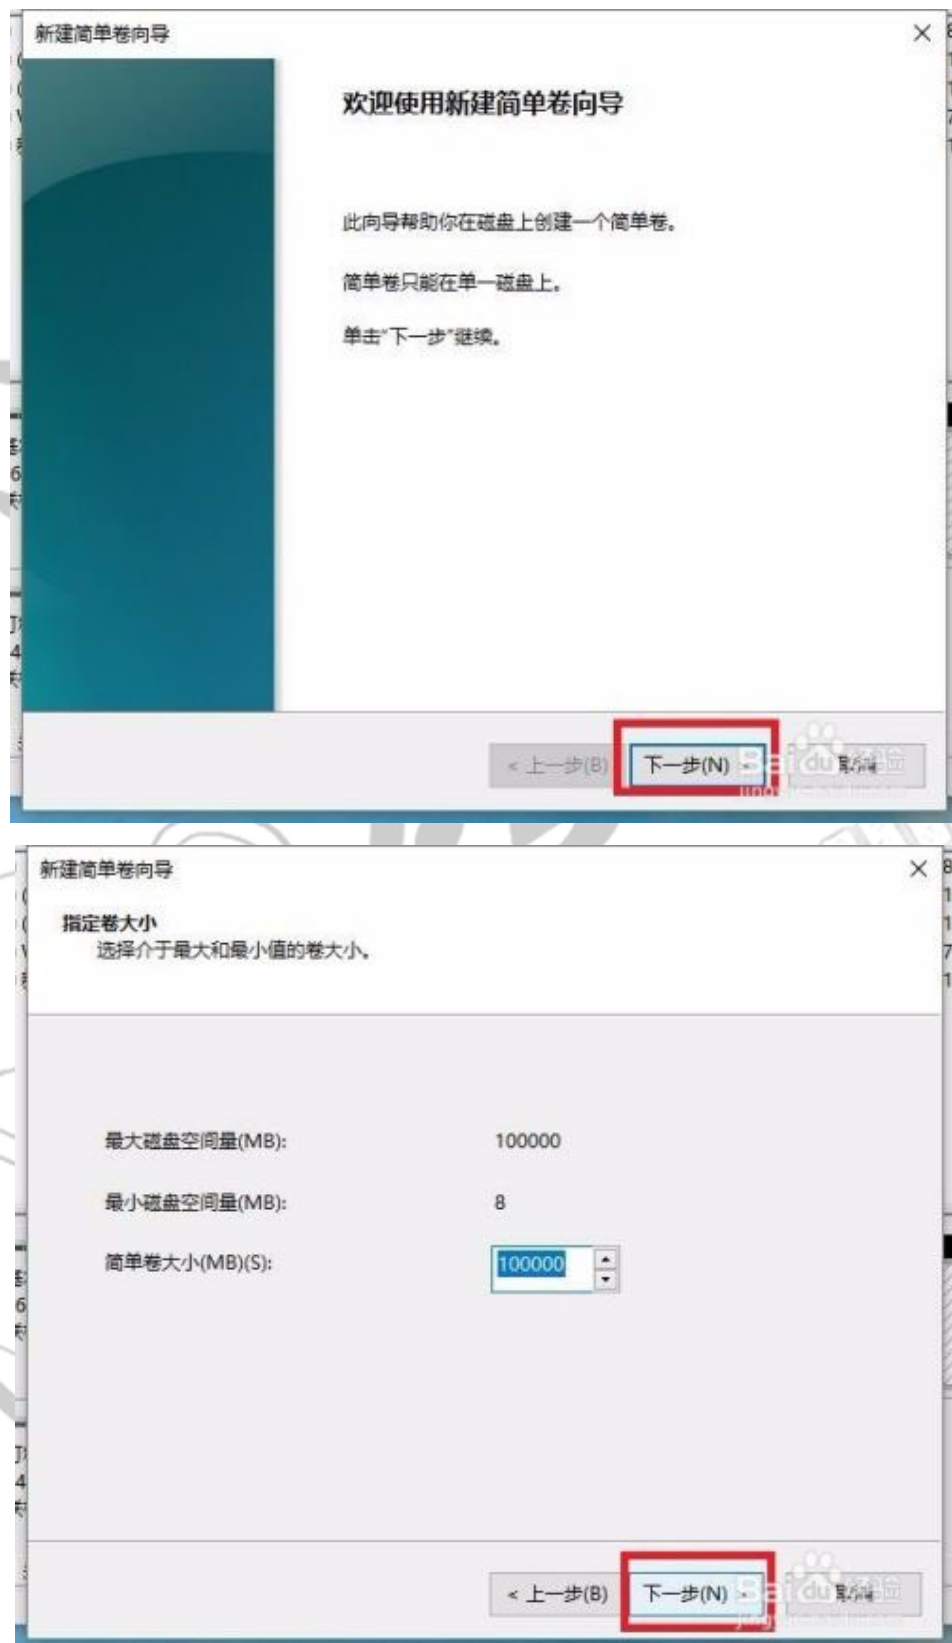 新建简单卷向导
欢迎使用新建简单卷向导
此向导帮助你在磁盘上创建一个简单卷。
简单卷只能在单一磁盘上。
单击“下一步”继续。
< 上一步(B)
下一步(N) >
Baidu 经验
新建简单卷向导
指定卷大小
选择介于最大和最小值的卷大小。
最大磁盘空间量(MB): 100000
最小磁盘空间量(MB): 8
简单卷大小(MB)(S): 100000
< 上一步(B)
下一步(N) >
Baidu 经验